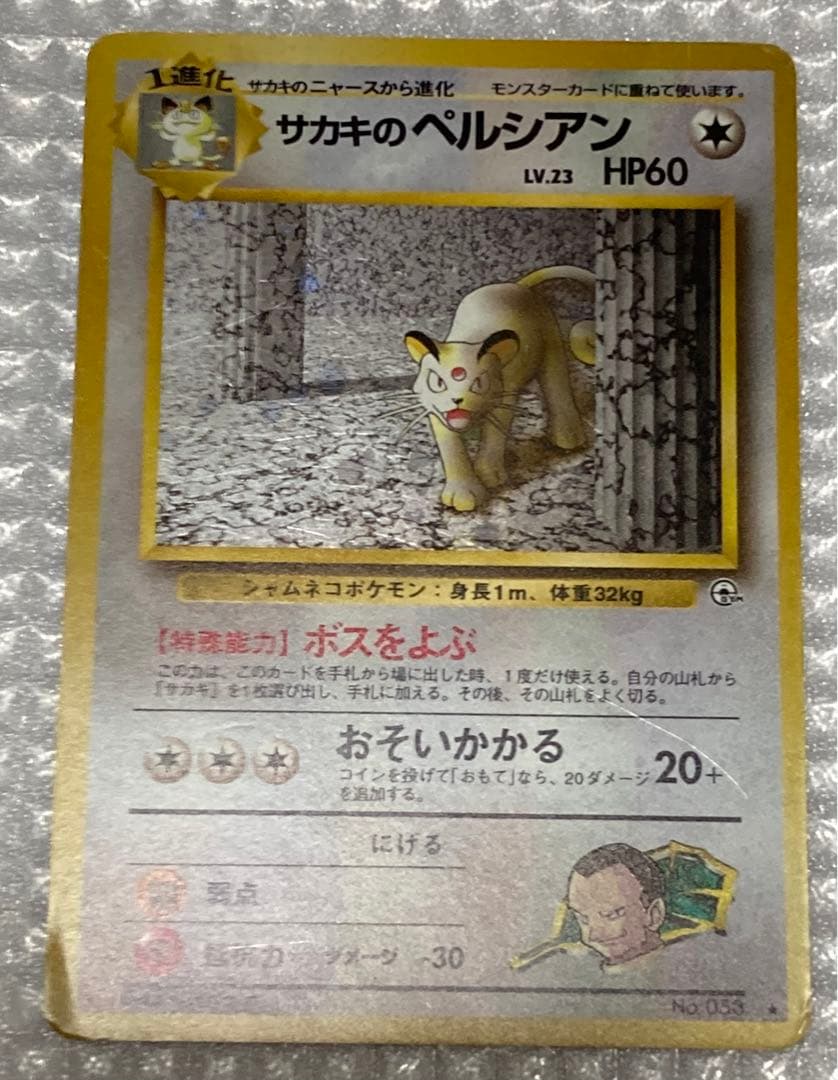 1進化
サカキのニャースから進化 モンスターカードに重ねて使います。
サカキのペルシアン
LV.23 HP60
シャムネコポケモン：身長1m、体重32kg
GYM
【特殊能力】ボスをよぶ
この力は、このカードを手札から場に出した時、1度だけ使える。自分の山札から
『サカキ』を1枚選び出し、手札に加える。その後、その山札をよく切る。
おそいかかる
コインを投げて「おもて」なら、20ダメージ
を追加する。
20+
にげる
弱点
抵抗力 ダメージ -30
No.053 ★